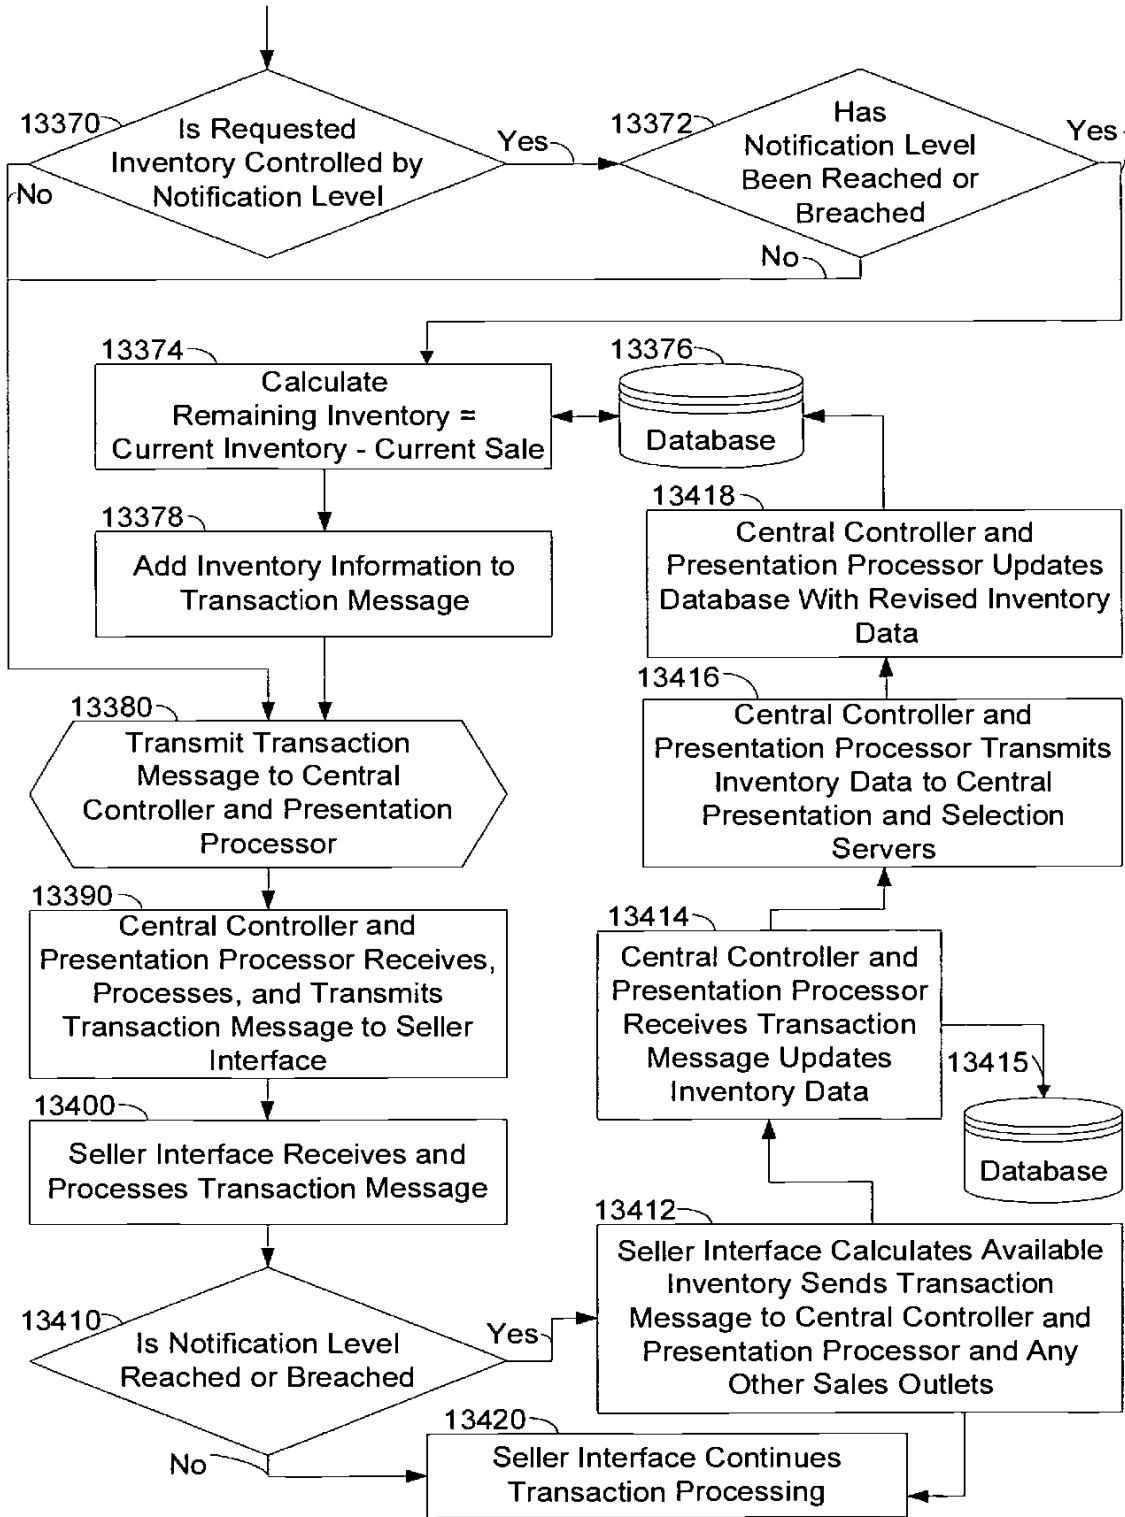 13370
Is Requested
Inventory Controlled by
Notification Level
Yes
No
13372
Has
Notification Level
Been Reached or
Breached
Yes
No
13374
Calculate
Remaining Inventory =
Current Inventory - Current Sale
13376
Database
13378
Add Inventory Information to
Transaction Message
13418
Central Controller and
Presentation Processor Updates
Database With Revised Inventory
Data
13416
Central Controller and
Presentation Processor Transmits
Inventory Data to Central
Presentation and Selection
Servers
13380
Transmit Transaction
Message to Central
Controller and Presentation
Processor
13390
Central Controller and
Presentation Processor Receives,
Processes, and Transmits
Transaction Message to Seller
Interface
13414
Central Controller and
Presentation Processor
Receives Transaction
Message Updates
Inventory Data
13415
Database
13400
Seller Interface Receives and
Processes Transaction Message
13412
Seller Interface Calculates Available
Inventory Sends Transaction
Message to Central Controller and
Presentation Processor and Any
Other Sales Outlets
13410
Is Notification Level
Reached or Breached
Yes
No
13420
Seller Interface Continues
Transaction Processing